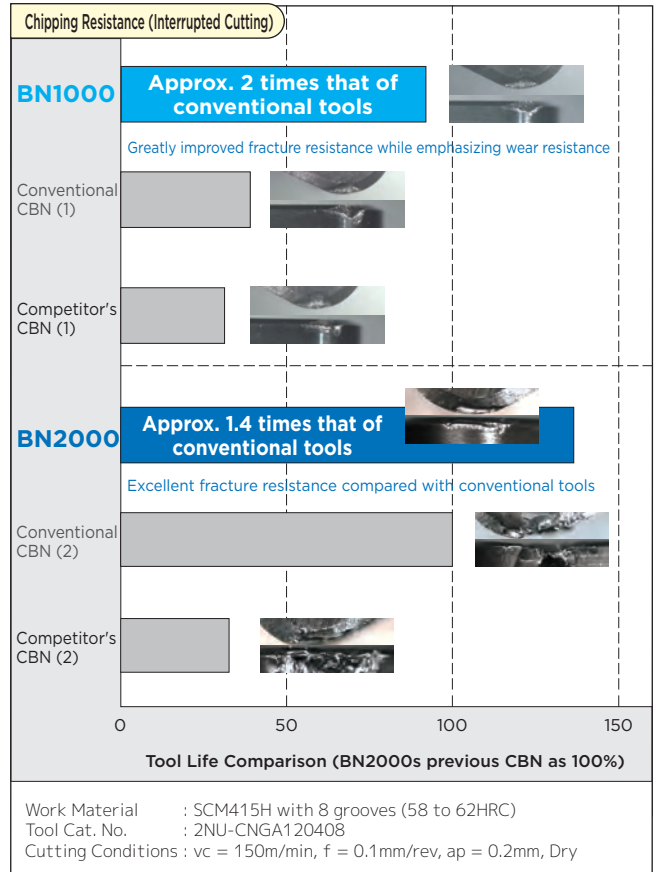 Chipping Resistance (Interrupted Cutting)
BN1000
Approx. 2 times that of
conventional tools
Greatly improved fracture resistance while emphasizing wear resistance
Conventional
CBN (1)
Competitor's
CBN (1)
BN2000
Approx. 1.4 times that of
conventional tools
Excellent fracture resistance compared with conventional tools
Conventional
CBN (2)
Competitor's
CBN (2)
0 50 100 150
Tool Life Comparison (BN2000s previous CBN as 100%)
Work Material : SCM415H with 8 grooves (58 to 62HRC)
Tool Cat. No. : 2NU-CNGA120408
Cutting Conditions : vc = 150m/min, f = 0.1mm/rev, ap = 0.2mm, Dry